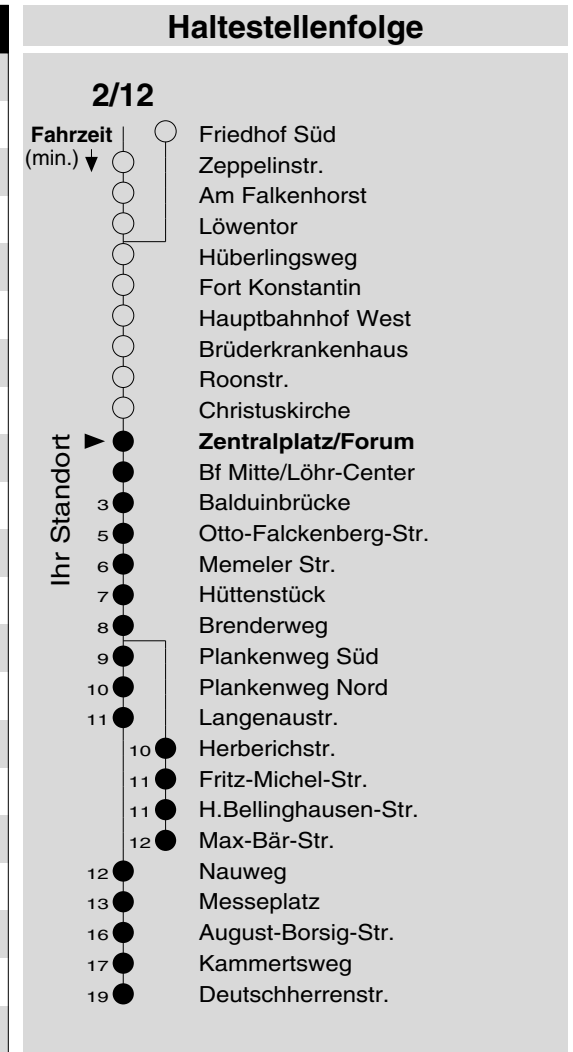 Haltestellenfolge
2/12
Fahrzeit
(min.)
Friedhof Süd
Zeppelinstr.
Am Falkenhorst
Löwentor
Hüberlingsweg
Fort Konstantin
Hauptbahnhof West
Brüderkrankenhaus
Roonstr.
Christuskirche
Ihr Standort
Zentralplatz/Forum
Bf Mitte/Löhr-Center
3 Balduinbrücke
5 Otto-Falckenberg-Str.
6 Memeler Str.
7 Hüttenstück
8 Brenderweg
9 Plankenweg Süd
10 Plankenweg Nord
11 Langenaustr.
10 Herberichstr.
11 Fritz-Michel-Str.
11 H.Bellinghausen-Str.
12 Max-Bär-Str.
12 Nauweg
13 Messeplatz
16 August-Borsig-Str.
17 Kammertsweg
19 Deutschherrenstr.